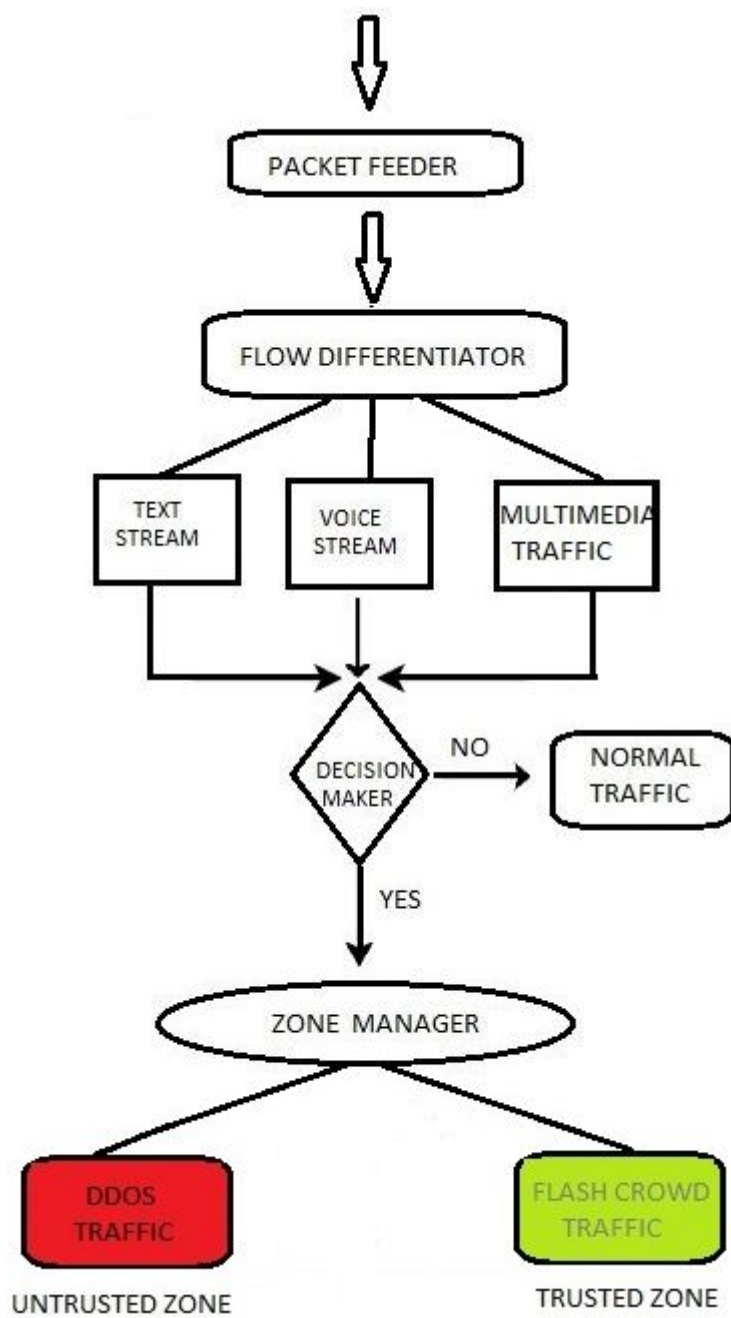 PACKET FEEDER
FLOW DIFFERENTIATOR
TEXT
STREAM
VOICE
STREAM
MULTIMEDIA
TRAFFIC
DECISION
MAKER
NO
NORMAL
TRAFFIC
YES
ZONE MANAGER
DDOS
TRAFFIC
UNTRUSTED ZONE
FLASH CROWD
TRAFFIC
TRUSTED ZONE